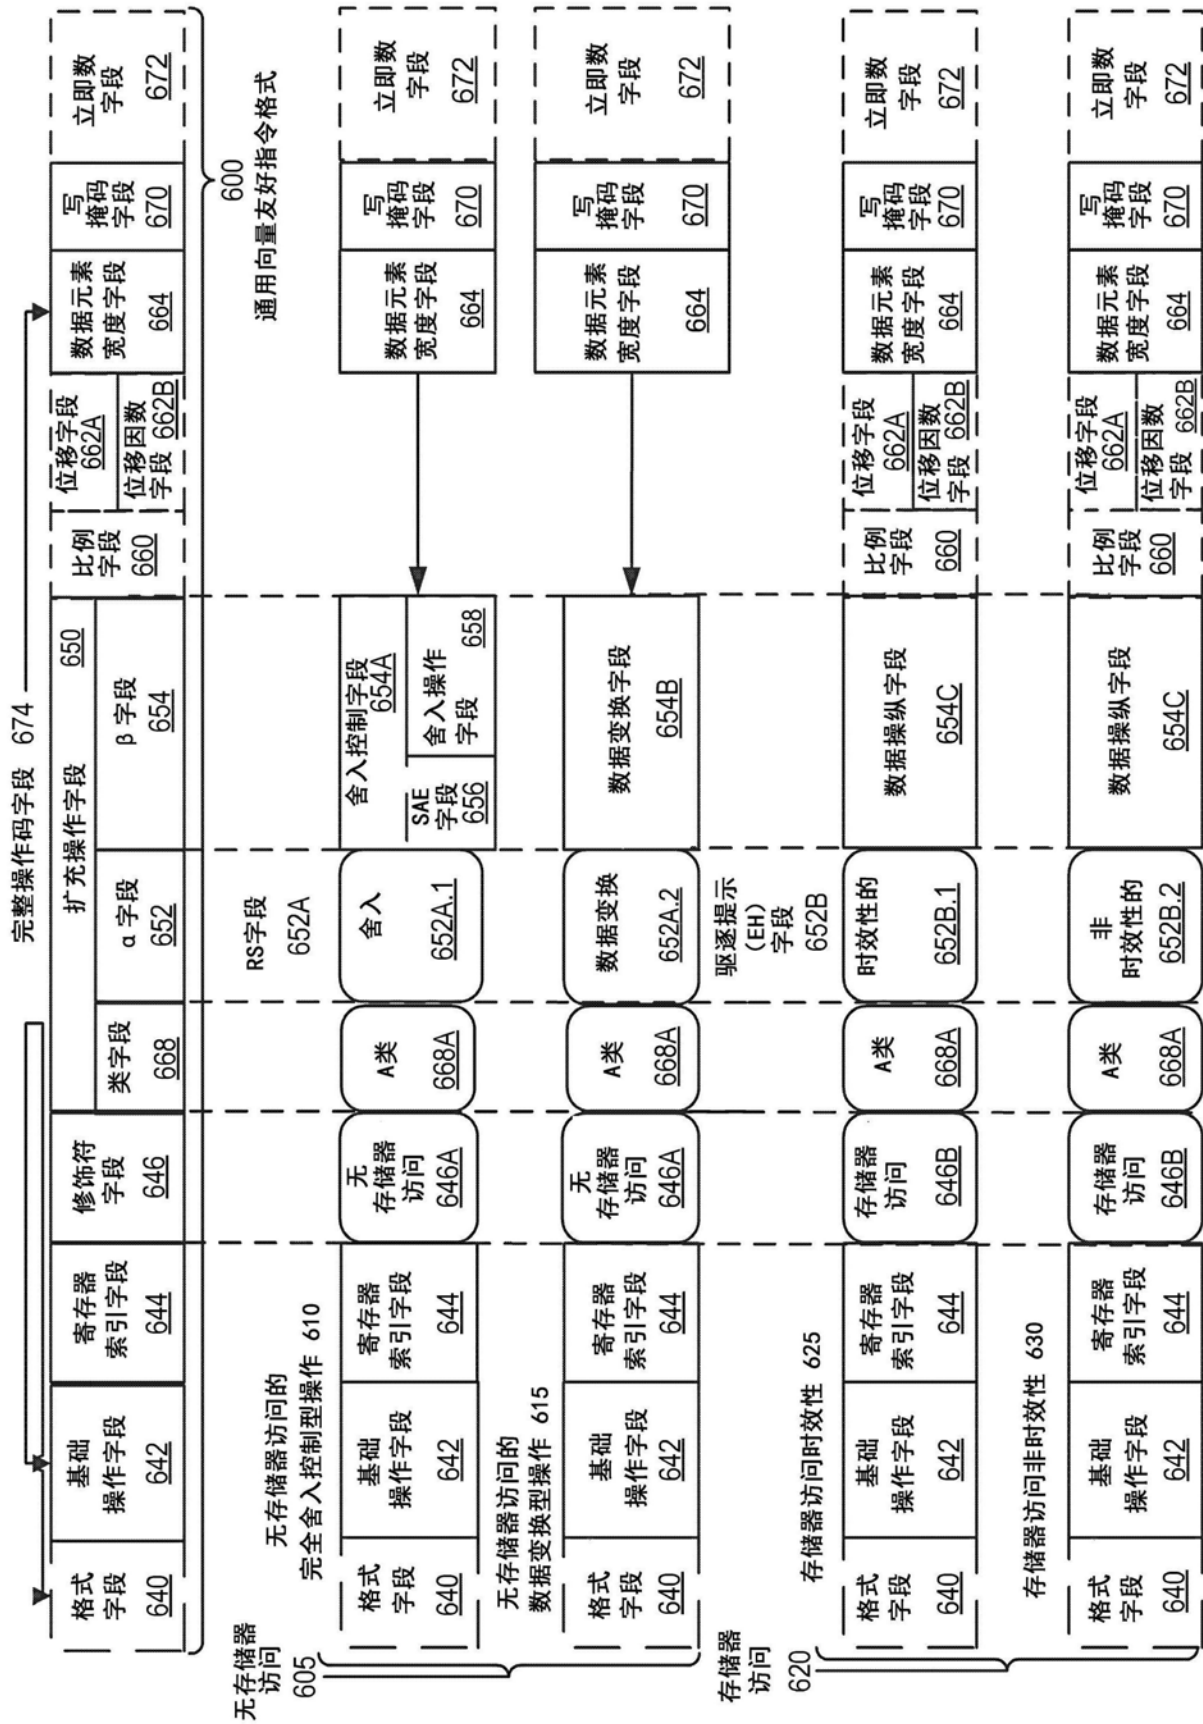 完整操作码字段 674
格式
字段
640
基础
操作字段
642
寄存器
索引字段
644
修饰符
字段
646
扩充操作字段
650
类字段
668
α 字段
652
β 字段
654
比例
字段
660
位移字段
662A
位移因数
字段 662B
数据元素
宽度字段
664
写
掩码
字段
670
立即数
字段
672
600
通用向量友好指令格式
RS字段
652A
无存储器
访问
605
无存储器访问的
完全舍入控制型操作 610
格式
字段
640
基础
操作字段
642
寄存器
索引字段
644
无
存储器
访问
646A
A类
668A
舍入
652A.1
舍入控制字段
654A
SAE
字段
656
舍入操作
字段
658
数据元素
宽度字段
664
写
掩码
字段
670
立即数
字段
672
无存储器访问的
数据变换型操作 615
格式
字段
640
基础
操作字段
642
寄存器
索引字段
644
无
存储器
访问
646A
A类
668A
数据变换
652A.2
数据变换字段
654B
数据元素
宽度字段
664
写
掩码
字段
670
立即数
字段
672
存储器
访问
620
驱逐提示
(EH)
字段
652B
存储器访问时效性 625
格式
字段
640
基础
操作字段
642
寄存器
索引字段
644
存储器
访问
646B
A类
668A
时效性的
652B.1
数据操纵字段
654C
比例
字段
660
位移字段
662A
位移因数
字段 662B
数据元素
宽度字段
664
写
掩码
字段
670
立即数
字段
672
存储器访问非时效性 630
格式
字段
640
基础
操作字段
642
寄存器
索引字段
644
存储器
访问
646B
A类
668A
非
时效性的
652B.2
数据操纵字段
654C
比例
字段
660
位移字段
662A
位移因数
字段 662B
数据元素
宽度字段
664
写
掩码
字段
670
立即数
字段
672